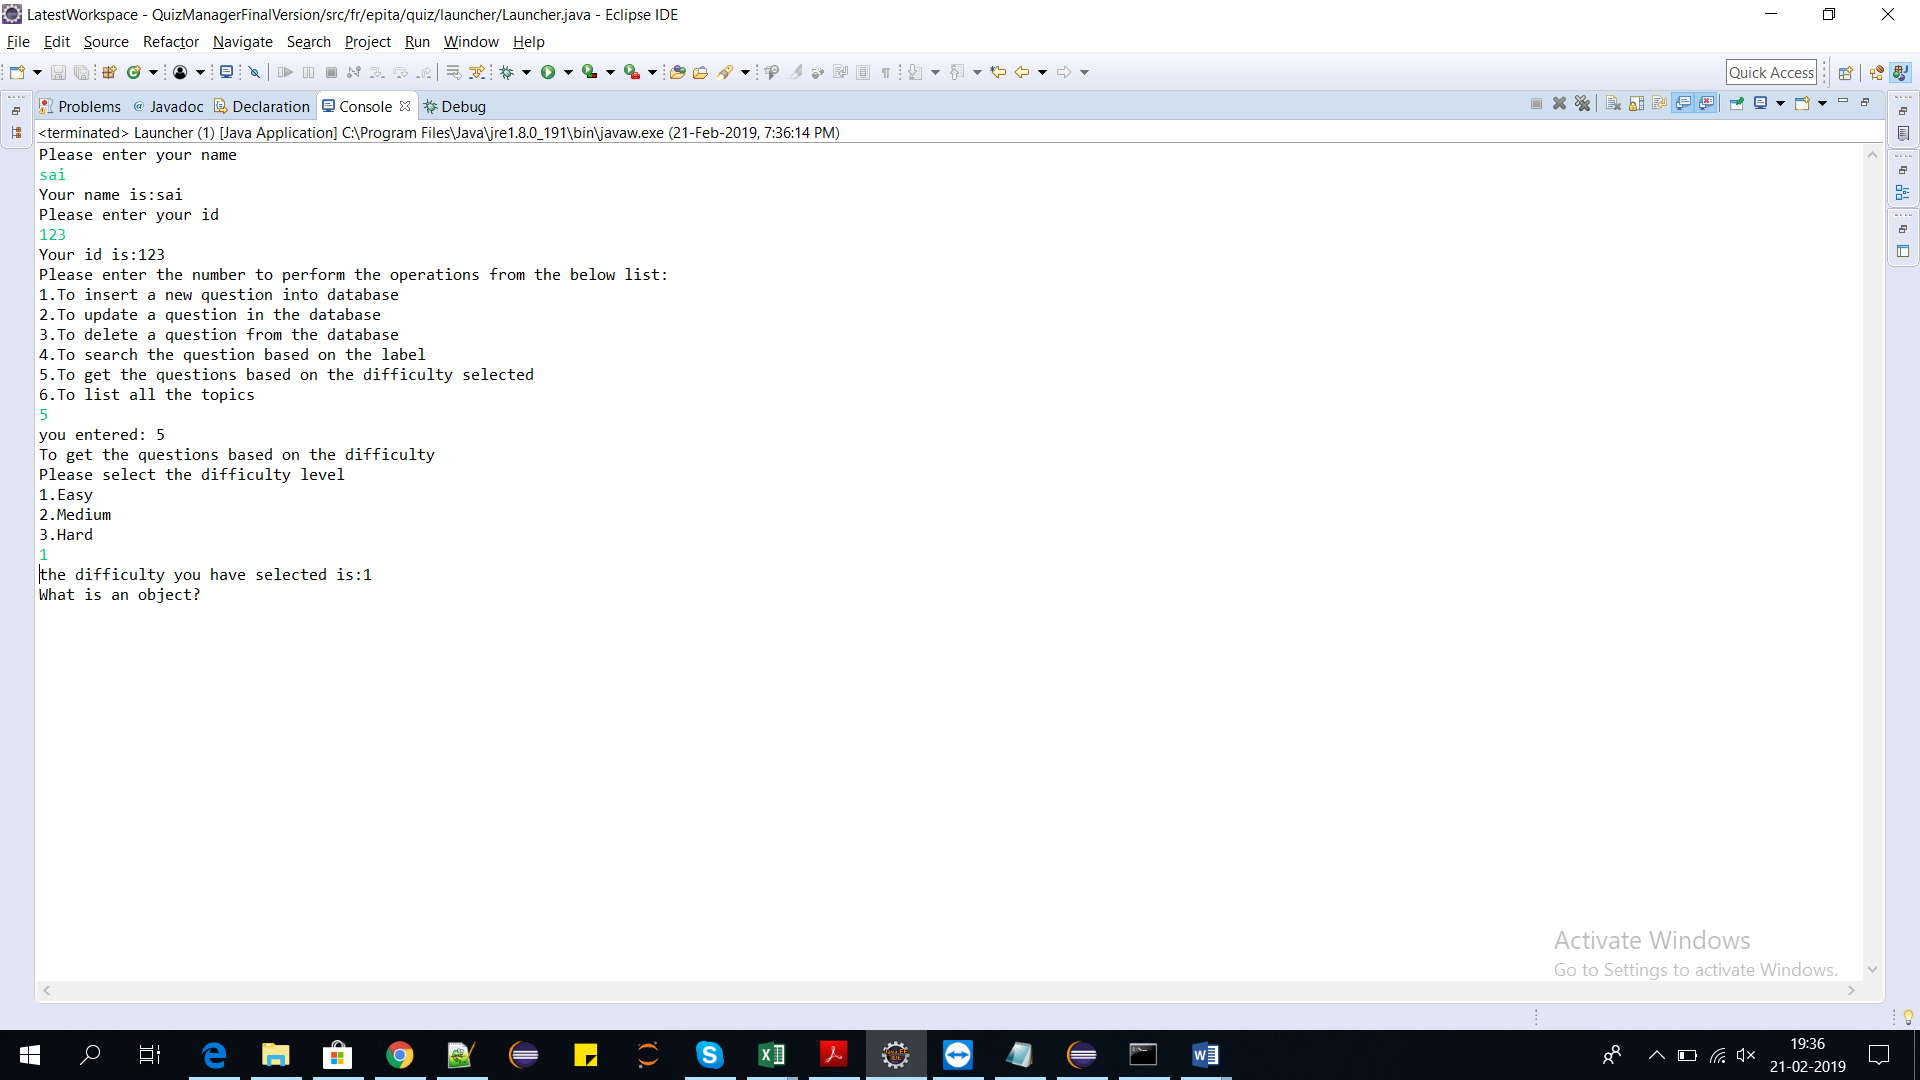 LatestWorkspace - QuizManagerFinalVersion/src/fr/epita/quiz/launcher/Launcher.java - Eclipse IDE
File Edit Source Refactor Navigate Search Project Run Window Help
Quick Access
Problems @ Javadoc Declaration Console Debug
<terminated> Launcher (1) [Java Application] C:\Program Files\Java\jre1.8.0_191\bin\javaw.exe (21-Feb-2019, 7:36:14 PM)
Please enter your name
sai
Your name is:sai
Please enter your id
123
Your id is:123
Please enter the number to perform the operations from the below list:
1.To insert a new question into database
2.To update a question in the database
3.To delete a question from the database
4.To search the question based on the label
5.To get the questions based on the difficulty selected
6.To list all the topics
5
you entered: 5
To get the questions based on the difficulty
Please select the difficulty level
1.Easy
2.Medium
3.Hard
1
the difficulty you have selected is:1
What is an object?
Activate Windows
Go to Settings to activate Windows.
19:36
21-02-2019